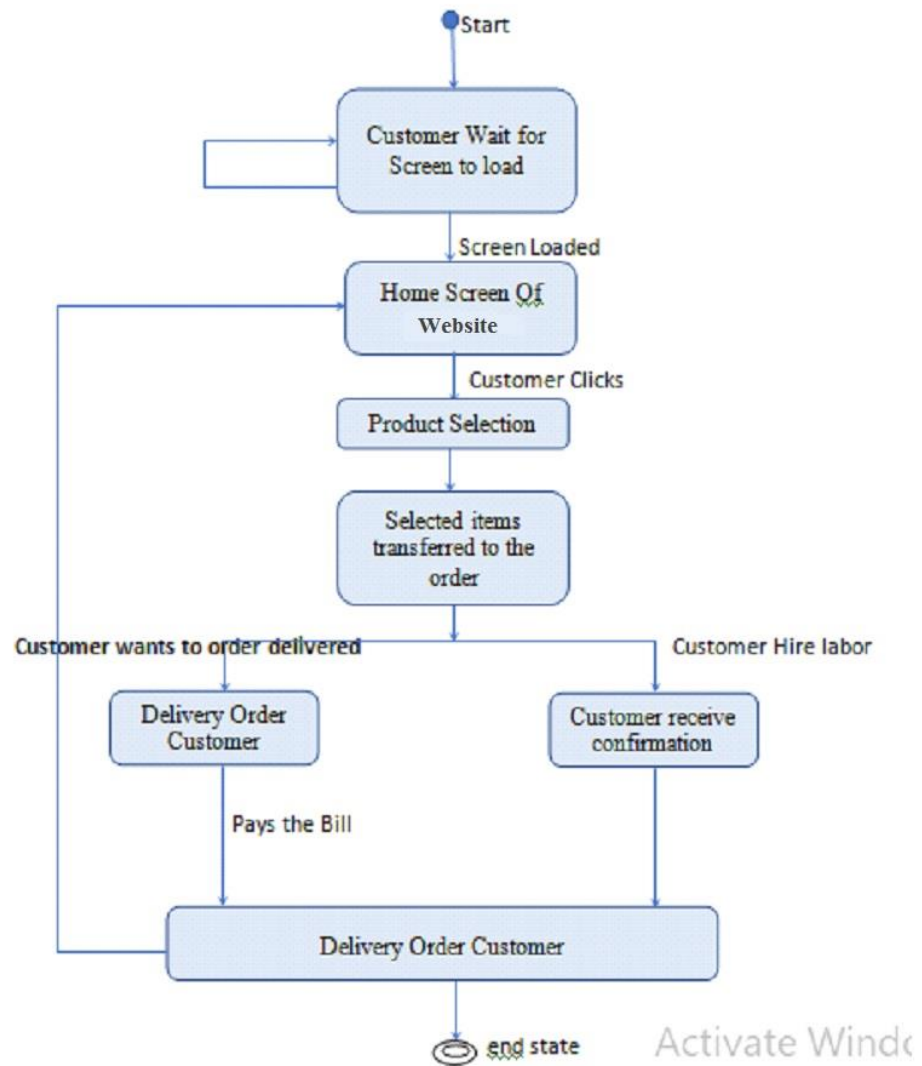 Start
Customer Wait for
Screen to load
Screen Loaded
Home Screen Of
Website
Customer Clicks
Product Selection
Selected items
transferred to the
order
Customer wants to order delivered
Customer Hire labor
Delivery Order
Customer
Customer receive
confirmation
Pays the Bill
Delivery Order Customer
end state
Activate Windo